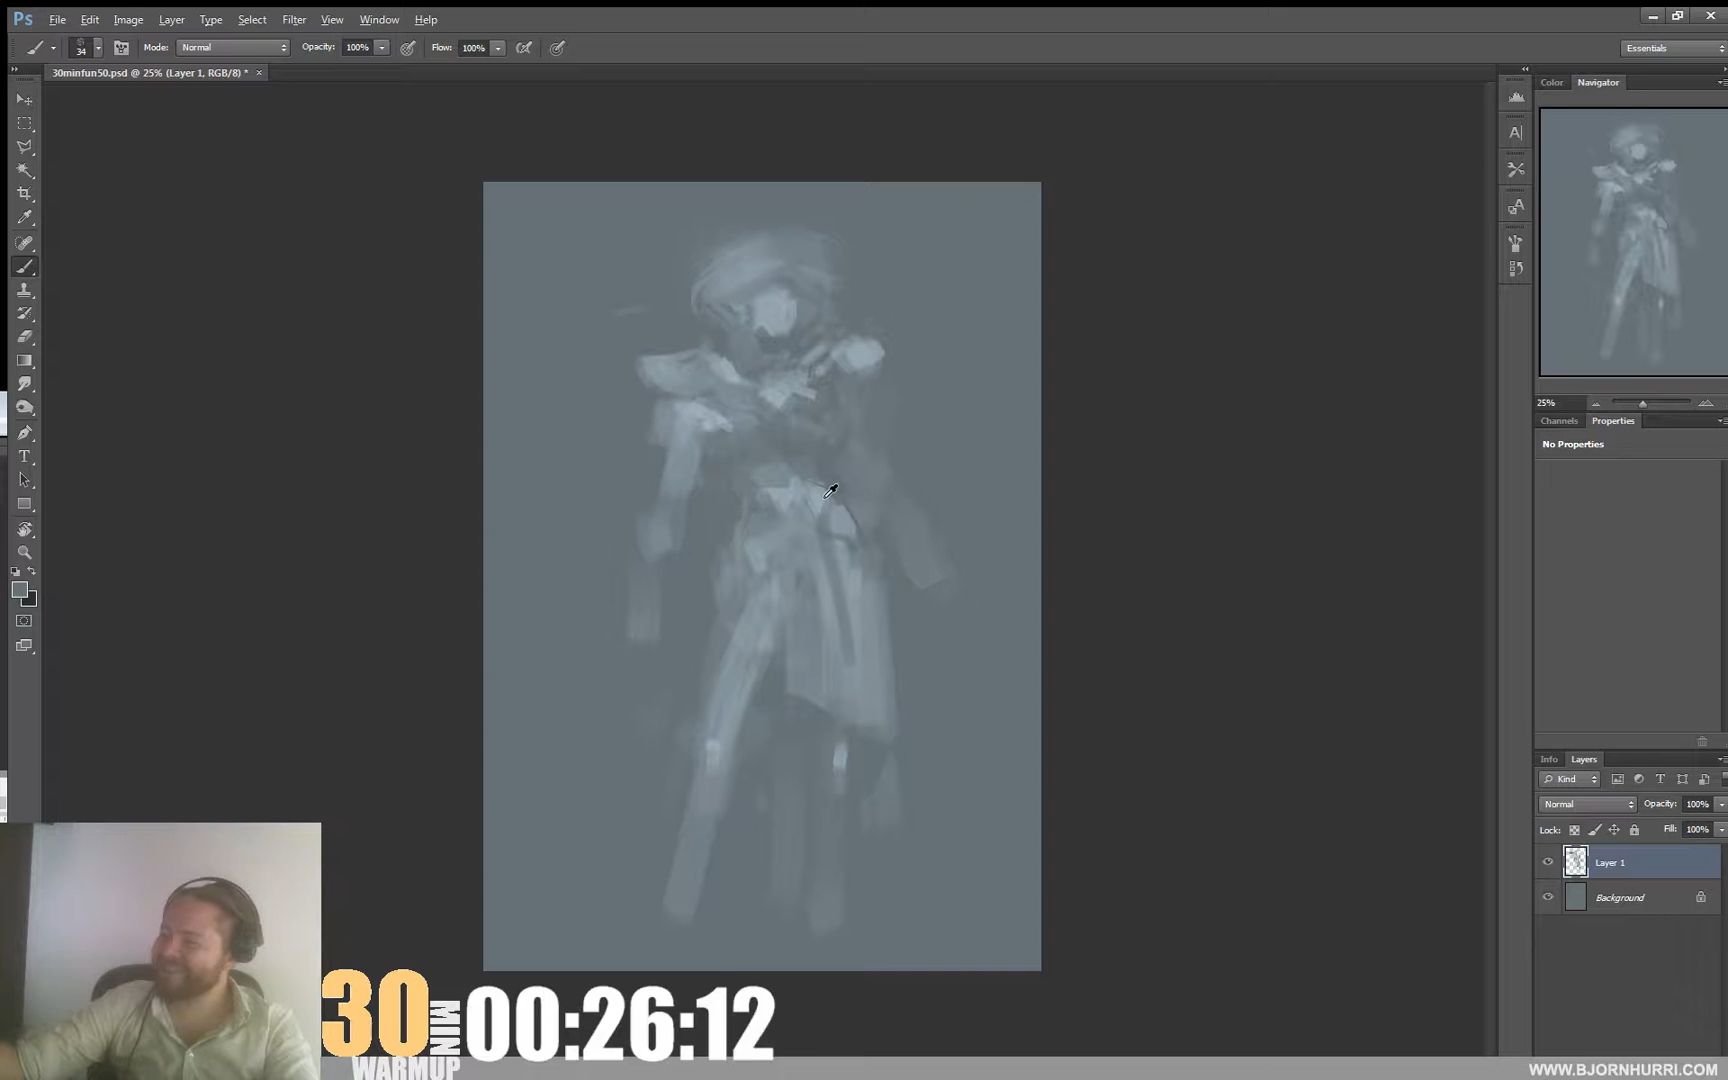 Ps File Edit Image Layer Type Select Filter View Window Help
34 Mode: Normal Opacity: 100% Flow: 100% Essentials
30minfun50.psd @ 25% (Layer 1, RGB/8) * ×
Color Navigator
25%
Channels Properties
No Properties
Info Layers
Kind
Normal Opacity: 100%
Lock: Fill: 100%
Layer 1
Background
30 MIN WARMUP 00:26:12
WWW.BJORNHURRI.COM